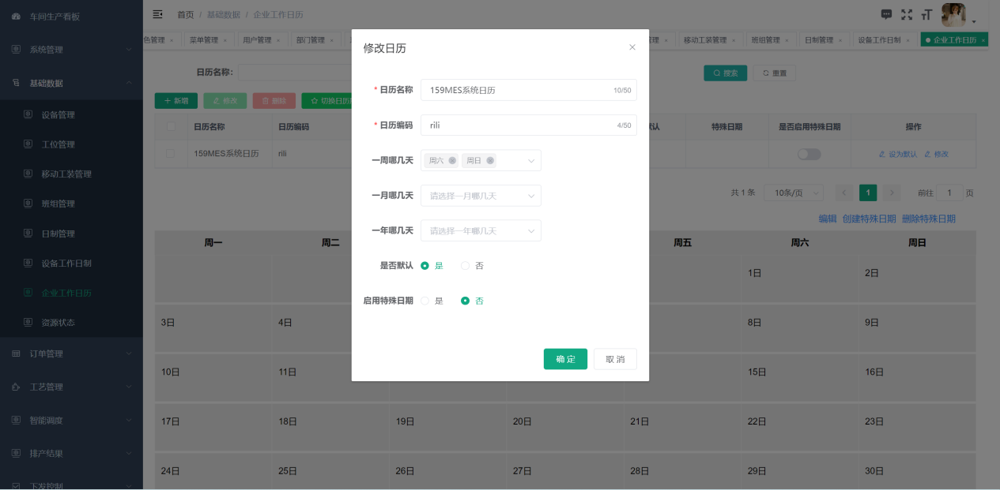 车间生产看板
系统管理
基础数据
设备管理
工位管理
移动工装管理
班组管理
日制管理
设备工作日制
企业工作日历
资源状态
订单管理
工艺管理
智能调度
排产结果
下发控制
首页 / 基础数据 / 企业工作日历
色管理 × 菜单管理 × 用户管理 × 部门管理 × 管理 × 移动工装管理 × 班组管理 × 日制管理 × 设备工作日制 × 企业工作日历 ×
日历名称: 搜索 重置
+ 新增 修改 删除 切换日历
日历名称 日历编码 默认 特殊日期 是否启用特殊日期 操作
159MES系统日历 rili 设为默认 修改
共 1 条 10条/页 < 1 > 前往 1 页
编辑 创建特殊日期 删除特殊日期
周一 周二 周五 周六 周日
1日 2日
3日 4日 8日 9日
10日 11日 15日 16日
17日 18日 19日 20日 21日 22日 23日
24日 25日 26日 27日 28日 29日 30日
修改日历 ×
* 日历名称 159MES系统日历 10/50
* 日历编码 rili 4/50
一周哪几天 周六 周日
一月哪几天 请选择一月哪几天
一年哪几天 请选择一年哪几天
是否默认 是 否
启用特殊日期 是 否
确 定 取 消